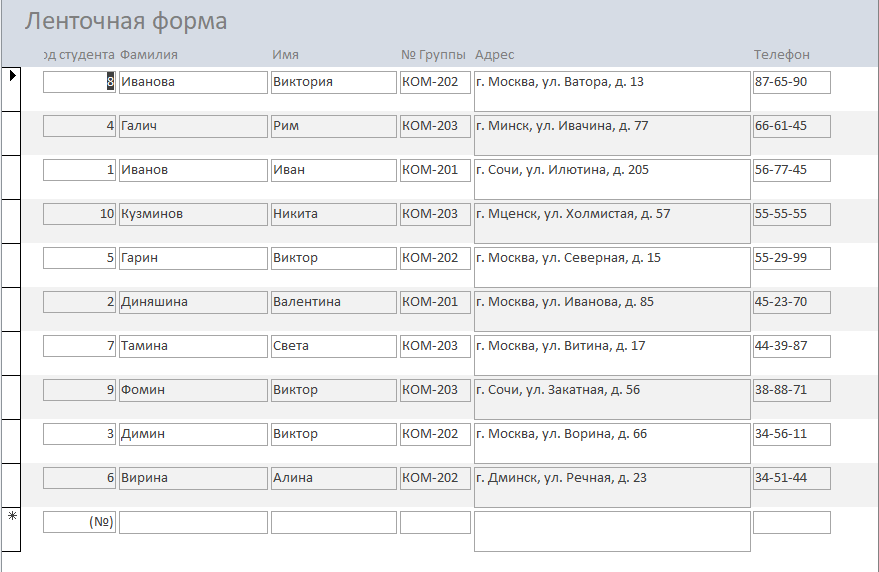 Ленточная форма
од студента Фамилия Имя № Группы Адрес Телефон
8 Иванова Виктория КОМ-202 г. Москва, ул. Ватора, д. 13 87-65-90
4 Галич Рим КОМ-203 г. Минск, ул. Ивачина, д. 77 66-61-45
1 Иванов Иван КОМ-201 г. Сочи, ул. Илютина, д. 205 56-77-45
10 Кузминов Никита КОМ-203 г. Мценск, ул. Холмистая, д. 57 55-55-55
5 Гарин Виктор КОМ-202 г. Москва, ул. Северная, д. 15 55-29-99
2 Диняшина Валентина КОМ-201 г. Москва, ул. Иванова, д. 85 45-23-70
7 Тамина Света КОМ-203 г. Москва, ул. Витина, д. 17 44-39-87
9 Фомин Виктор КОМ-203 г. Сочи, ул. Закатная, д. 56 38-88-71
3 Димин Виктор КОМ-202 г. Москва, ул. Ворина, д. 66 34-56-11
6 Вирина Алина КОМ-202 г. Дминск, ул. Речная, д. 23 34-51-44
(№)